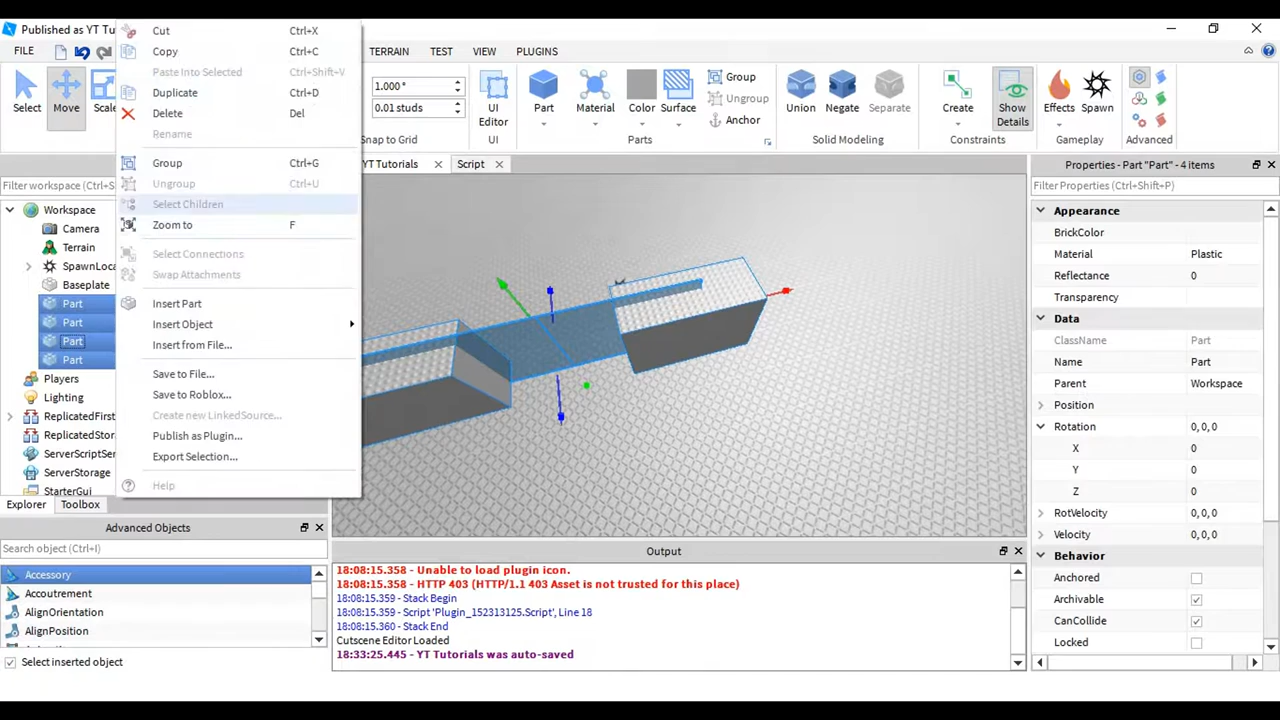 Published as YT Tu
FILE
TERRAIN
TEST
VIEW
PLUGINS
Select
Move
Scale
1.000°
0.01 studs
Snap to Grid
UI
Editor
Part
Material
Color
Surface
Group
Ungroup
Anchor
Parts
Union
Negate
Separate
Solid Modeling
Create
Show
Details
Constraints
Effects
Spawn
Gameplay
Advanced
Cut Ctrl+X
Copy Ctrl+C
Paste Into Selected Ctrl+Shift+V
Duplicate Ctrl+D
Delete Del
Rename
Group Ctrl+G
Ungroup Ctrl+U
Select Children
Zoom to F
Select Connections
Swap Attachments
Insert Part
Insert Object
Insert from File...
Save to File...
Save to Roblox...
Create new LinkedSource...
Publish as Plugin...
Export Selection...
Help
Filter workspace (Ctrl+S
Workspace
Camera
Terrain
SpawnLoca
Baseplate
Part
Part
Part
Part
Players
Lighting
ReplicatedFirst
ReplicatedStor
ServerScriptSer
ServerStorage
StarterGui
Explorer
Toolbox
Advanced Objects
Search object (Ctrl+I)
Accessory
Accoutrement
AlignOrientation
AlignPosition
Select inserted object
YT Tutorials
Script
Output
18:08:15.358 - Unable to load plugin icon.
18:08:15.358 - HTTP 403 (HTTP/1.1 403 Asset is not trusted for this place)
18:08:15.359 - Stack Begin
18:08:15.359 - Script 'Plugin_152313125.Script', Line 18
18:08:15.360 - Stack End
Cutscene Editor Loaded
18:33:25.445 - YT Tutorials was auto-saved
Properties - Part "Part" - 4 items
Filter Properties (Ctrl+Shift+P)
Appearance
BrickColor
Material Plastic
Reflectance 0
Transparency
Data
ClassName Part
Name Part
Parent Workspace
Position
Rotation 0, 0, 0
X 0
Y 0
Z 0
RotVelocity 0, 0, 0
Velocity 0, 0, 0
Behavior
Anchored
Archivable
CanCollide
Locked